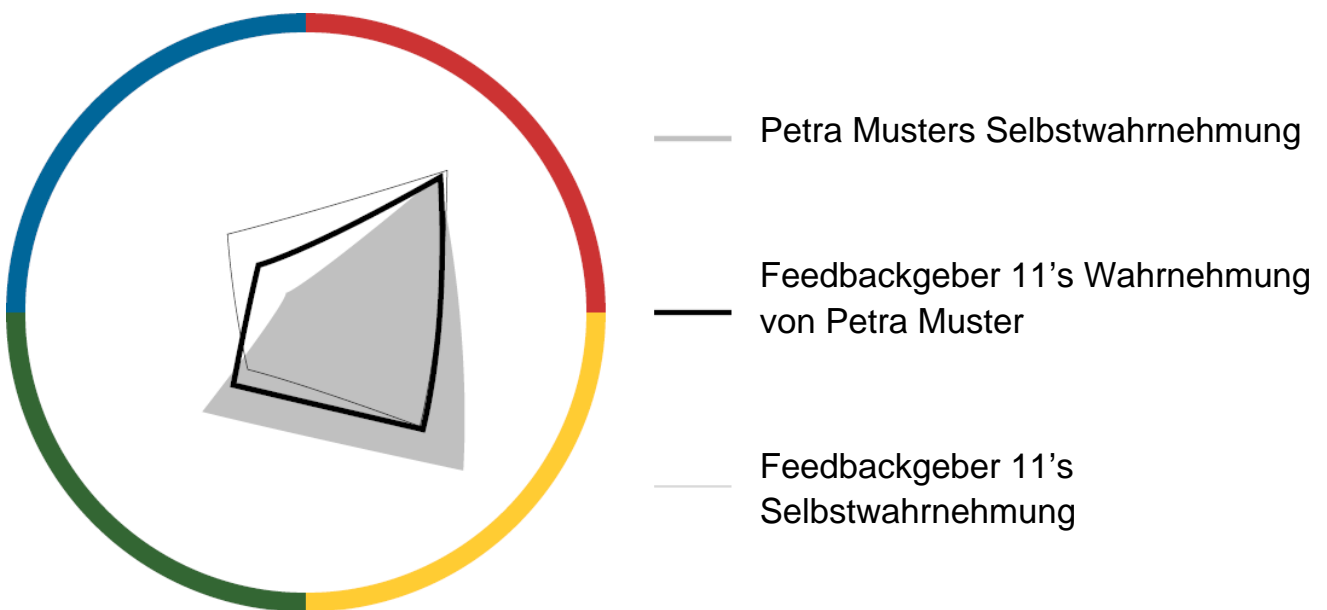 Petra Musters Selbstwahrnehmung
Feedbackgeber 11’s Wahrnehmung
von Petra Muster
Feedbackgeber 11’s
Selbstwahrnehmung